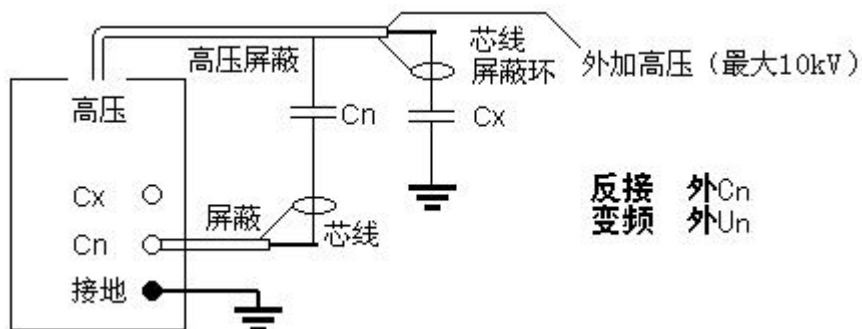 高压屏蔽
芯线
屏蔽环
外加高压（最大10kV）
高压
Cn
Cx
Cx
反接 外Cn
变频 外Un
屏蔽
芯线
Cn
接地